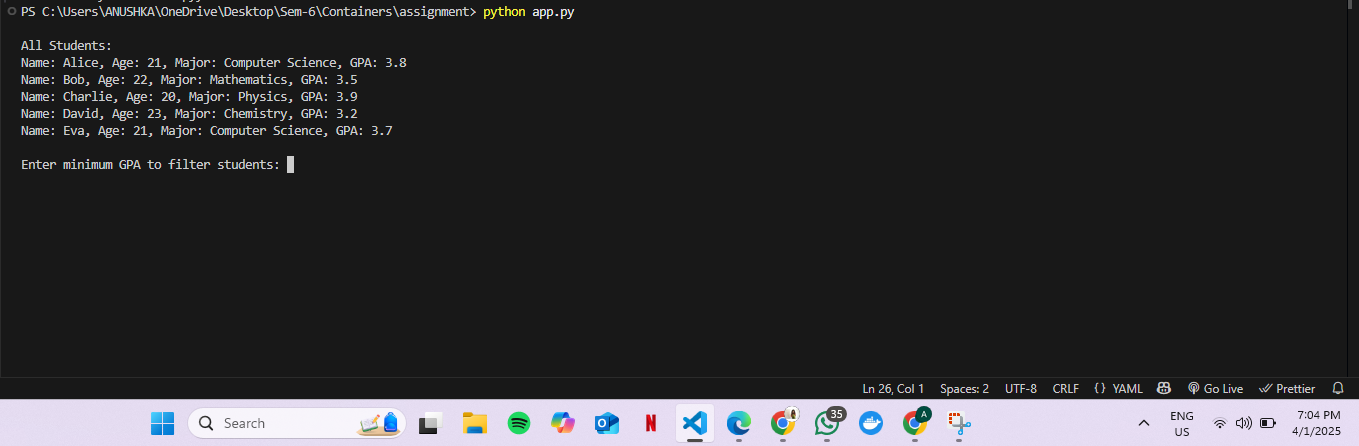 PS C:\Users\ANUSHKA\OneDrive\Desktop\Sem-6\Containers\assignment> python app.py
All Students:
Name: Alice, Age: 21, Major: Computer Science, GPA: 3.8
Name: Bob, Age: 22, Major: Mathematics, GPA: 3.5
Name: Charlie, Age: 20, Major: Physics, GPA: 3.9
Name: David, Age: 23, Major: Chemistry, GPA: 3.2
Name: Eva, Age: 21, Major: Computer Science, GPA: 3.7
Enter minimum GPA to filter students:
Ln 26, Col 1 Spaces: 2 UTF-8 CRLF {} YAML Go Live Prettier
Search N 35 A ENG 7:04 PM
US 4/1/2025